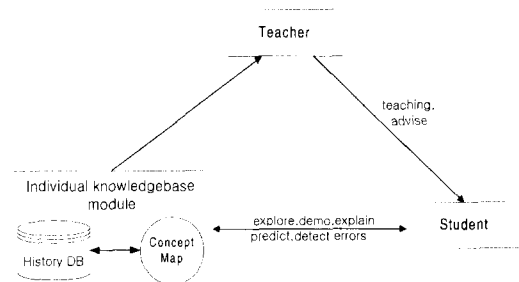 Teacher
teaching,
advise
Individual knowledgebase
module
explore,demo,explain
predict,detect errors
Student
History DB
Concept
Map